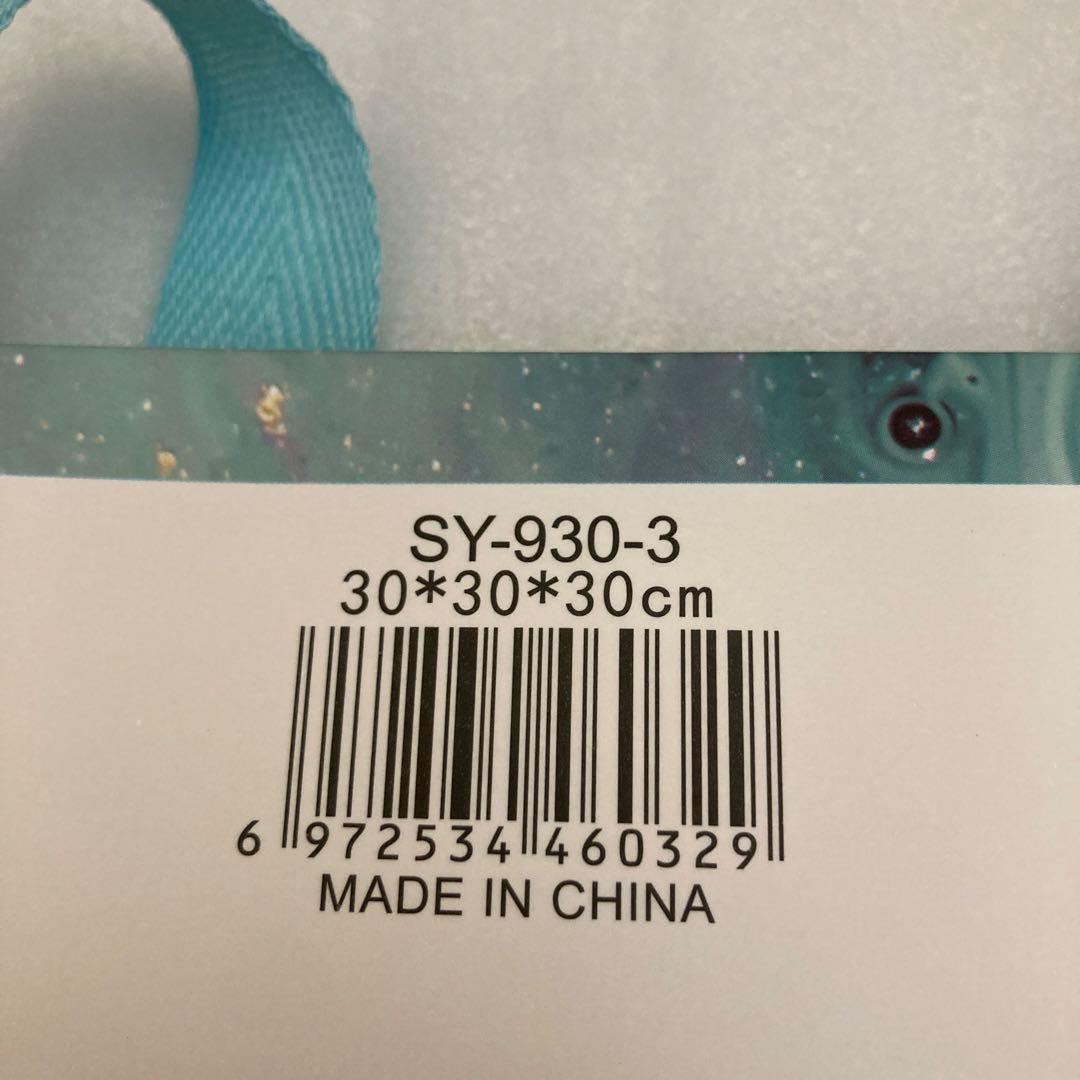 SY-930-3
30*30*30cm
6 972534 460329
MADE IN CHINA